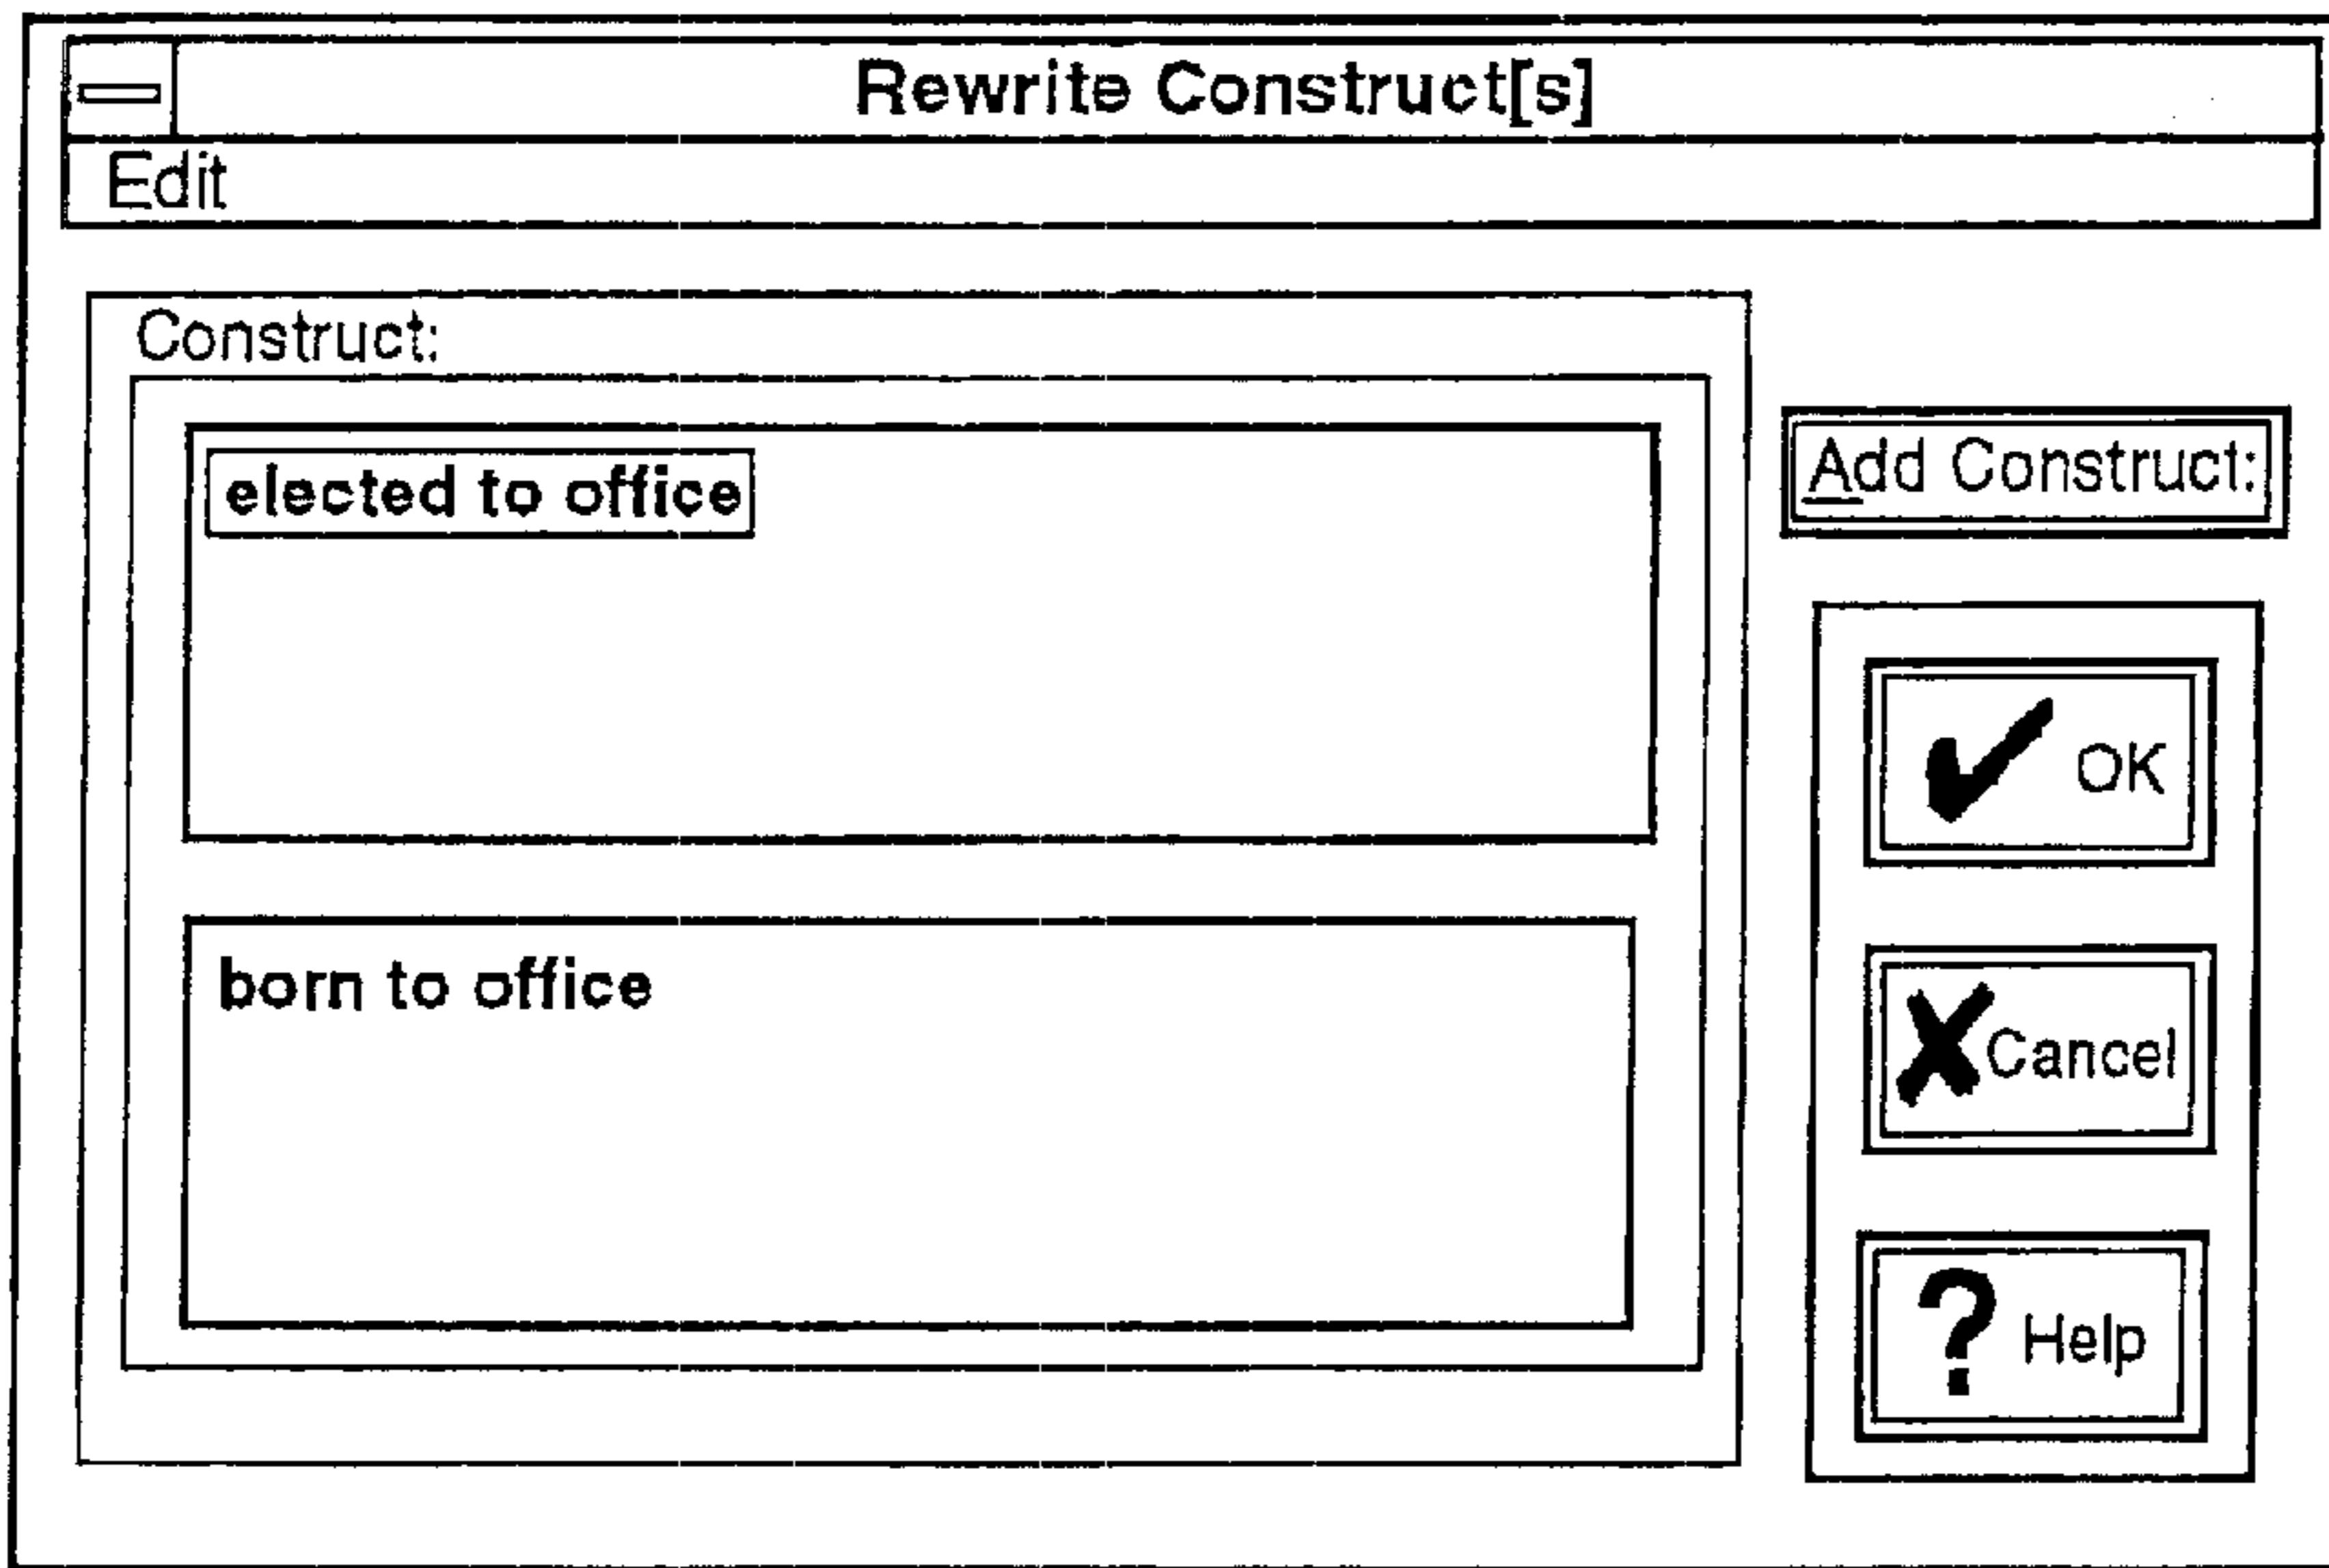 Rewrite Construct[s]
Edit
Construct:
elected to office
born to office
Add Construct:
OK
Cancel
? Help